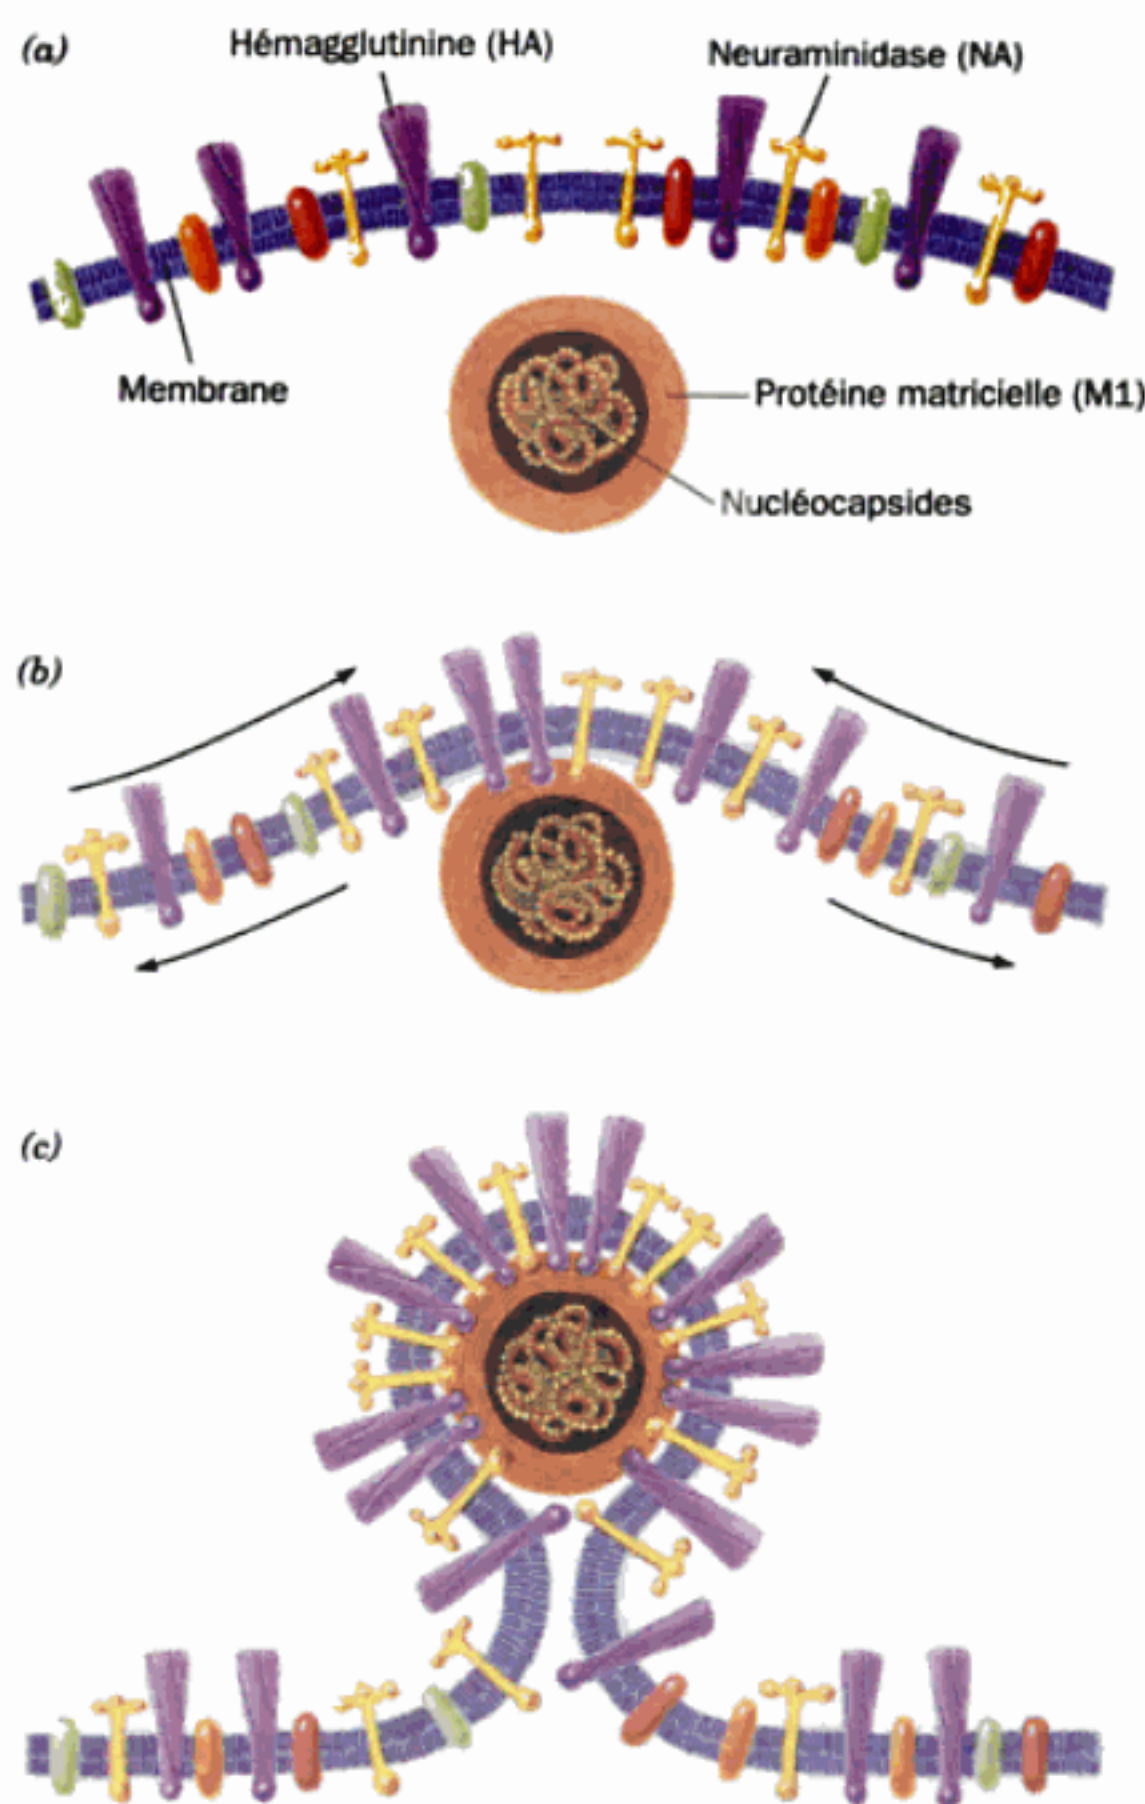 (a)
Hémagglutinine (HA)
Neuraminidase (NA)
Membrane
Protéine matricielle (M1)
Nucléocapsides
(b)
(c)